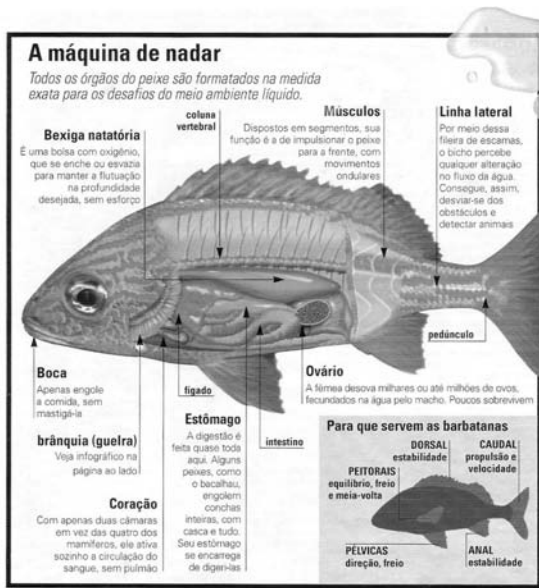 A máquina de nadar
Todos os órgãos do peixe são formatados na medida
exata para os desafios do meio ambiente líquido.
Bexiga natatória
É uma bolsa com oxigênio,
que se enche ou esvazia
para manter a flutuação
na profundidade
desejada, sem esforço
coluna
vertebral
Músculos
Dispostos em segmentos, sua
função é a de impulsionar o peixe
para a frente, com
movimentos
ondulares
Linha lateral
Por meio dessa
fileira de escamas,
o bicho percebe
qualquer alteração
no fluxo da água.
Consegue, assim,
desviar-se dos
obstáculos e
detectar animais
pedúnculo
Boca
Apenas engole
a comida, sem
mastigá-la
brânquia (guelra)
Veja infográfico na
página ao lado
Coração
Com apenas duas câmaras
em vez das quatro dos
mamíferos, ele ativa
sozinho a circulação do
sangue, sem pulmão
fígado
Estômago
A digestão é
feita quase toda
aqui. Alguns
peixes, como
o bacalhau,
engolem
conchas
inteiras, com
casca e tudo.
Seu estômago
se encarrega
de digeri-las
intestino
Ovário
A fêmea desova milhares ou até milhões de ovos,
fecundados na água pelo macho. Poucos sobrevivem
Para que servem as barbatanas
DORSAL
estabilidade
CAUDAL
propulsão e
velocidade
PEITORAIS
equilíbrio, freio
e meia-volta
PÉLVICAS
direção, freio
ANAL
estabilidade